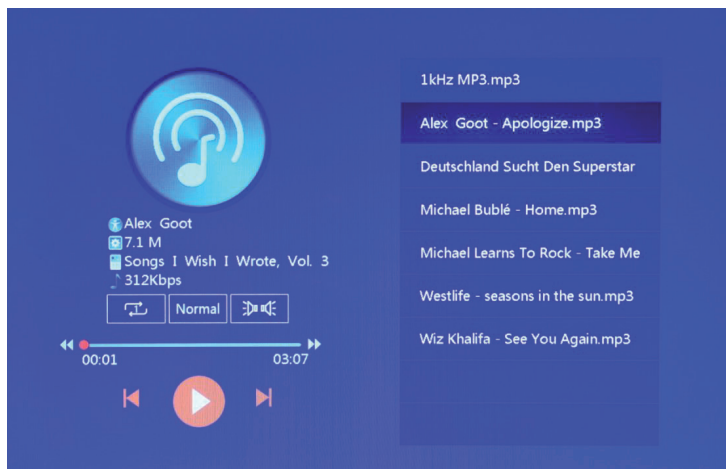 Alex Goot
7.1 M
Songs I Wish I Wrote, Vol. 3
312Kbps
1
Normal
00:01
03:07
1kHz MP3.mp3
Alex Goot - Apologize.mp3
Deutschland Sucht Den Superstar
Michael Bublé - Home.mp3
Michael Learns To Rock - Take Me
Westlife - seasons in the sun.mp3
Wiz Khalifa - See You Again.mp3